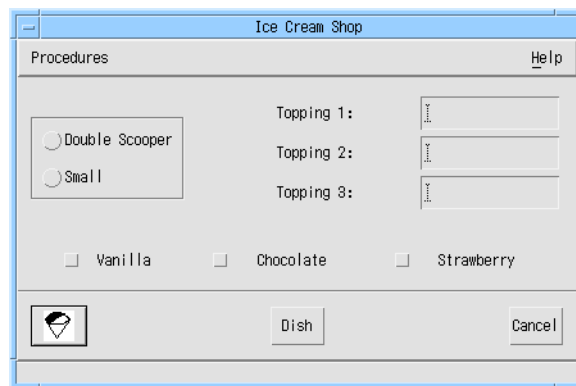 Ice Cream Shop
Procedures Help
Topping 1:
Double Scooper
Topping 2:
Small
Topping 3:
Vanilla Chocolate Strawberry
Dish Cancel